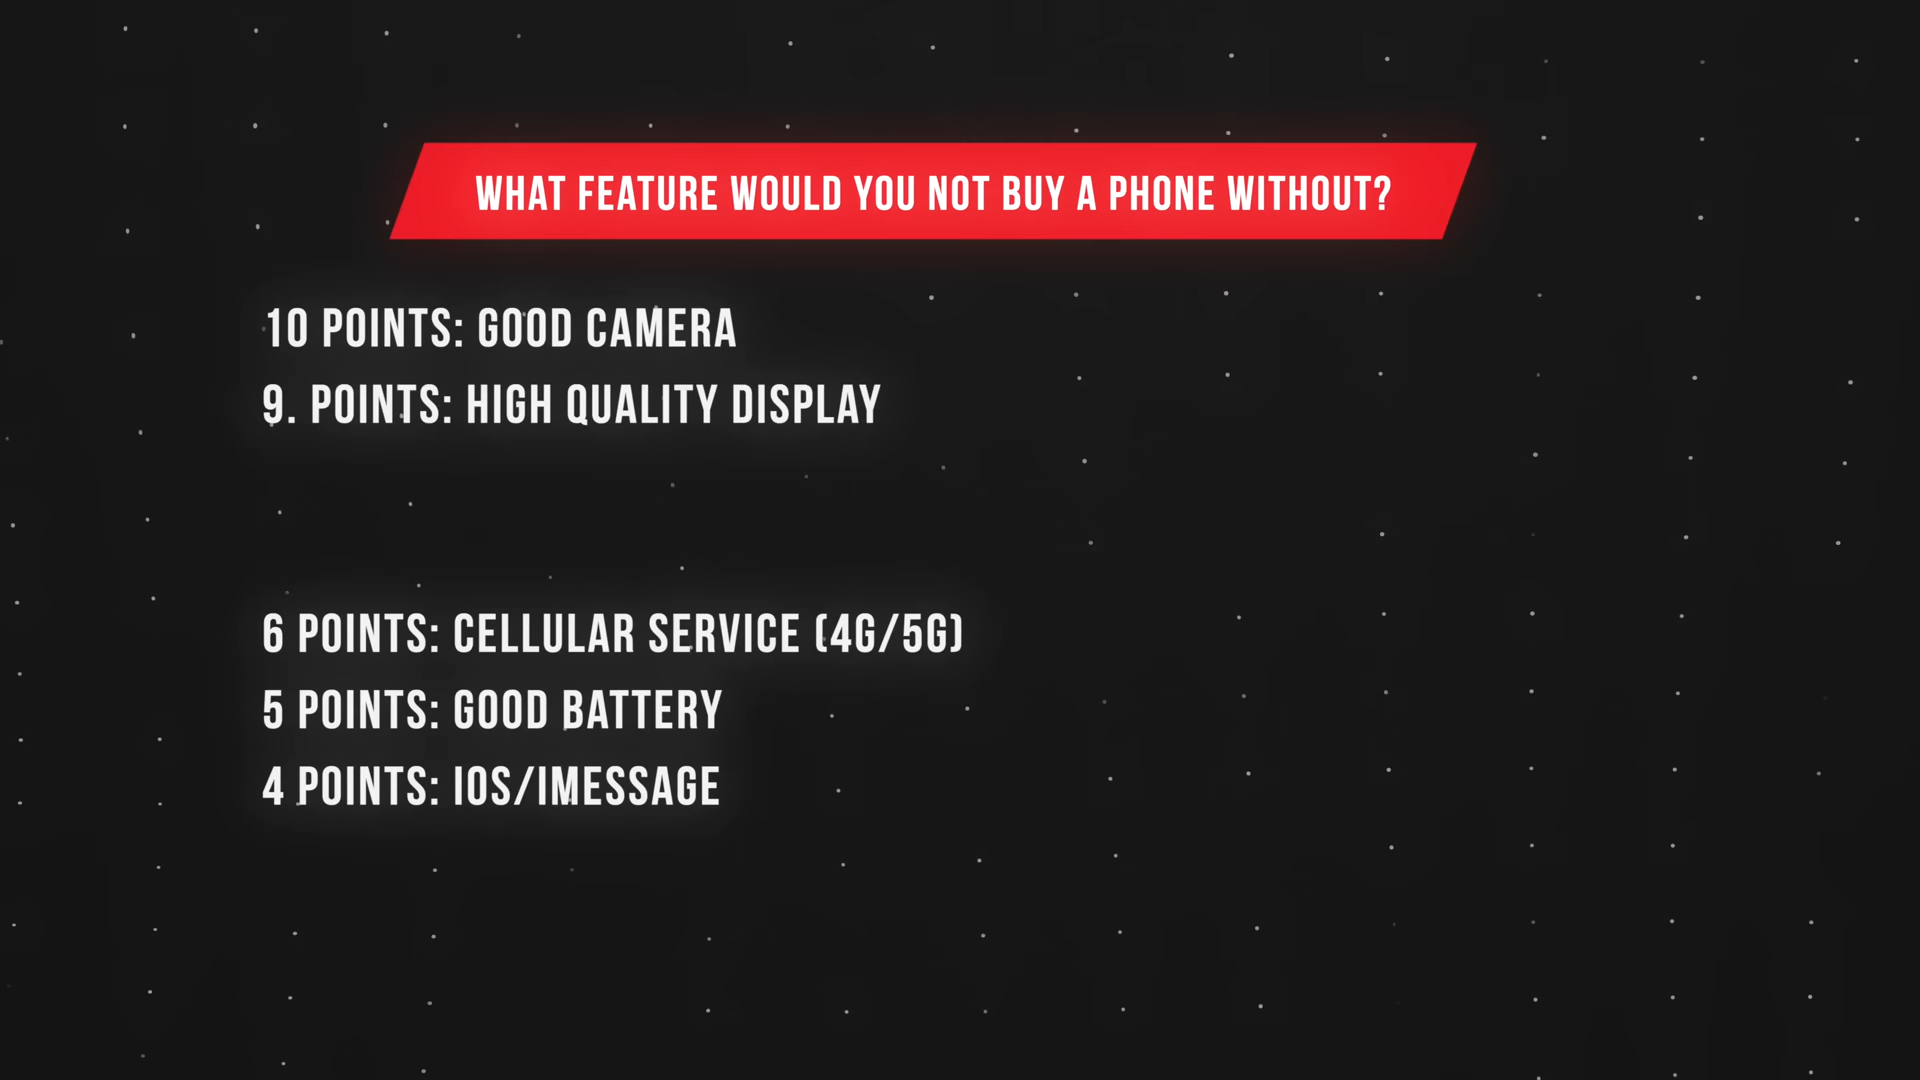 WHAT FEATURE WOULD YOU NOT BUY A PHONE WITHOUT?
10 POINTS: GOOD CAMERA
9. POINTS: HIGH QUALITY DISPLAY
6 POINTS: CELLULAR SERVICE (4G/5G)
5 POINTS: GOOD BATTERY
4 POINTS: IOS/IMESSAGE